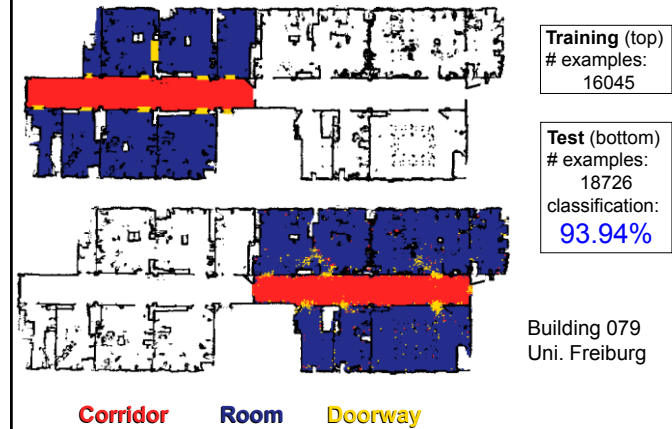 Training (top)
# examples:
16045
Test (bottom)
# examples:
18726
classification:
93.94%
Building 079
Uni. Freiburg
Corridor Room Doorway